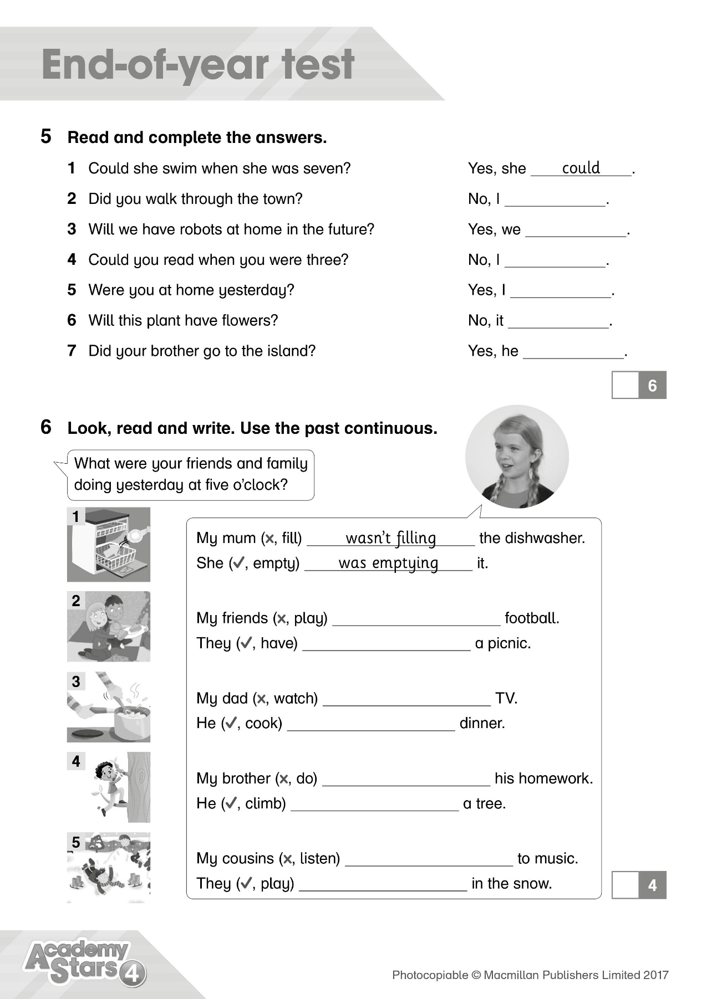 End-of-year test
5 Read and complete the answers.
1 Could she swim when she was seven? Yes, she could.
2 Did you walk through the town? No, I ____________.
3 Will we have robots at home in the future? Yes, we ____________.
4 Could you read when you were three? No, I ____________.
5 Were you at home yesterday? Yes, I ____________.
6 Will this plant have flowers? No, it ____________.
7 Did your brother go to the island? Yes, he ____________.
6
6 Look, read and write. Use the past continuous.
What were your friends and family
doing yesterday at five o'clock?
1
My mum (✗, fill) wasn't filling the dishwasher.
She (✓, empty) was emptying it.
2
My friends (✗, play) ____________ football.
They (✓, have) ____________ a picnic.
3
My dad (✗, watch) ____________ TV.
He (✓, cook) ____________ dinner.
4
My brother (✗, do) ____________ his homework.
He (✓, climb) ____________ a tree.
5
My cousins (✗, listen) ____________ to music.
They (✓, play) ____________ in the snow.
4
Academy
Stars 4
Photocopiable © Macmillan Publishers Limited 2017